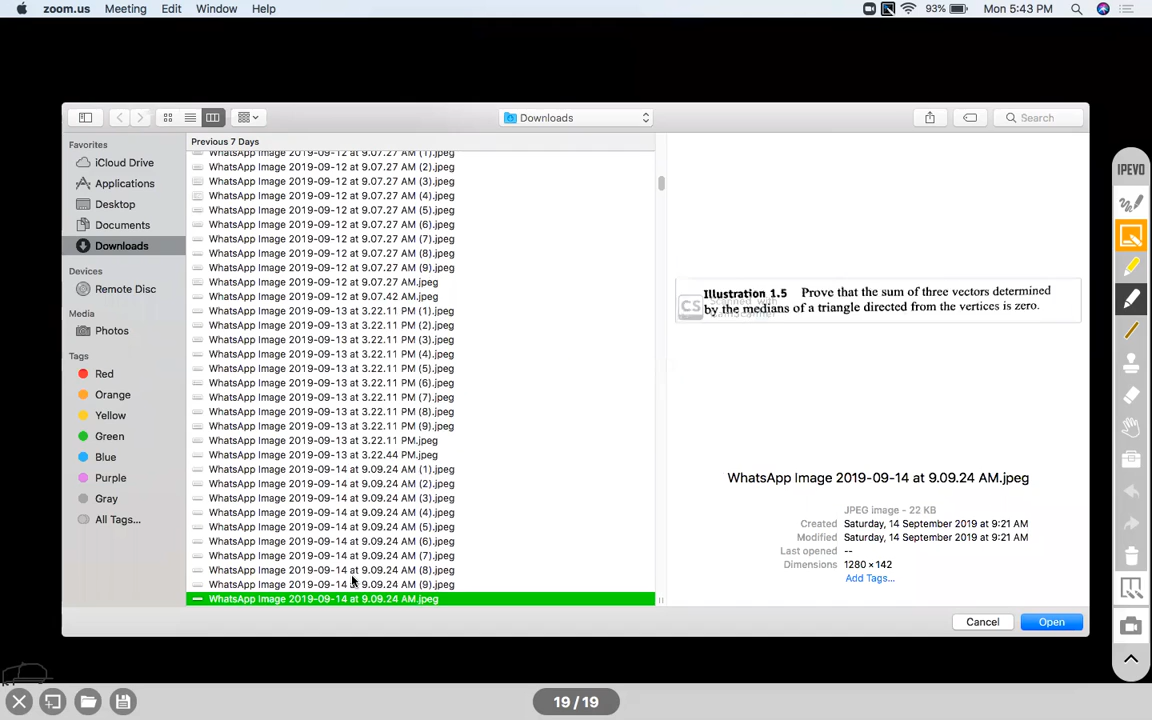 zoom.us Meeting Edit Window Help 93% Mon 5:43 PM
Downloads Search
Favorites
iCloud Drive
Applications
Desktop
Documents
Downloads
Devices
Remote Disc
Media
Photos
Tags
Red
Orange
Yellow
Green
Blue
Purple
Gray
All Tags...
Previous 7 Days
WhatsApp Image 2019-09-12 at 9.07.27 AM (1).jpeg
WhatsApp Image 2019-09-12 at 9.07.27 AM (2).jpeg
WhatsApp Image 2019-09-12 at 9.07.27 AM (3).jpeg
WhatsApp Image 2019-09-12 at 9.07.27 AM (4).jpeg
WhatsApp Image 2019-09-12 at 9.07.27 AM (5).jpeg
WhatsApp Image 2019-09-12 at 9.07.27 AM (6).jpeg
WhatsApp Image 2019-09-12 at 9.07.27 AM (7).jpeg
WhatsApp Image 2019-09-12 at 9.07.27 AM (8).jpeg
WhatsApp Image 2019-09-12 at 9.07.27 AM (9).jpeg
WhatsApp Image 2019-09-12 at 9.07.27 AM.jpeg
WhatsApp Image 2019-09-12 at 9.07.42 AM.jpeg
WhatsApp Image 2019-09-13 at 3.22.11 PM (1).jpeg
WhatsApp Image 2019-09-13 at 3.22.11 PM (2).jpeg
WhatsApp Image 2019-09-13 at 3.22.11 PM (3).jpeg
WhatsApp Image 2019-09-13 at 3.22.11 PM (4).jpeg
WhatsApp Image 2019-09-13 at 3.22.11 PM (5).jpeg
WhatsApp Image 2019-09-13 at 3.22.11 PM (6).jpeg
WhatsApp Image 2019-09-13 at 3.22.11 PM (7).jpeg
WhatsApp Image 2019-09-13 at 3.22.11 PM (8).jpeg
WhatsApp Image 2019-09-13 at 3.22.11 PM (9).jpeg
WhatsApp Image 2019-09-13 at 3.22.11 PM.jpeg
WhatsApp Image 2019-09-13 at 3.22.44 PM.jpeg
WhatsApp Image 2019-09-14 at 9.09.24 AM (1).jpeg
WhatsApp Image 2019-09-14 at 9.09.24 AM (2).jpeg
WhatsApp Image 2019-09-14 at 9.09.24 AM (3).jpeg
WhatsApp Image 2019-09-14 at 9.09.24 AM (4).jpeg
WhatsApp Image 2019-09-14 at 9.09.24 AM (5).jpeg
WhatsApp Image 2019-09-14 at 9.09.24 AM (6).jpeg
WhatsApp Image 2019-09-14 at 9.09.24 AM (7).jpeg
WhatsApp Image 2019-09-14 at 9.09.24 AM (8).jpeg
WhatsApp Image 2019-09-14 at 9.09.24 AM (9).jpeg
WhatsApp Image 2019-09-14 at 9.09.24 AM.jpeg
CS
Illustration 1.5 Prove that the sum of three vectors determined
by the medians of a triangle directed from the vertices is zero.
WhatsApp Image 2019-09-14 at 9.09.24 AM.jpeg
JPEG image - 22 KB
Created Saturday, 14 September 2019 at 9:21 AM
Modified Saturday, 14 September 2019 at 9:21 AM
Last opened --
Dimensions 1280 × 142
Add Tags...
Cancel Open
IPEVO
19 / 19